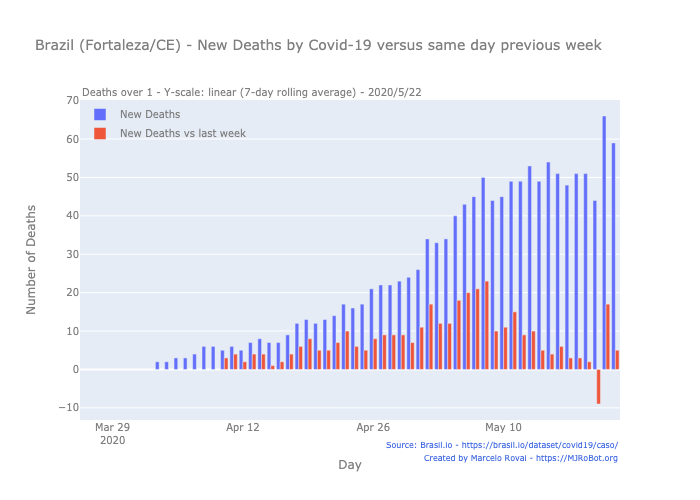 Brazil (Fortaleza/CE) - New Deaths by Covid-19 versus same day previous week
Deaths over 1 - Y-scale: linear (7-day rolling average) - 2020/5/22
New Deaths
New Deaths vs last week
Number of Deaths
70
60
50
40
30
20
10
0
−10
Mar 29
2020
Apr 12
Apr 26
May 10
Day
Source: Brasil.io - https://brasil.io/dataset/covid19/caso/
Created by Marcelo Rovai - https://MJRoBot.org